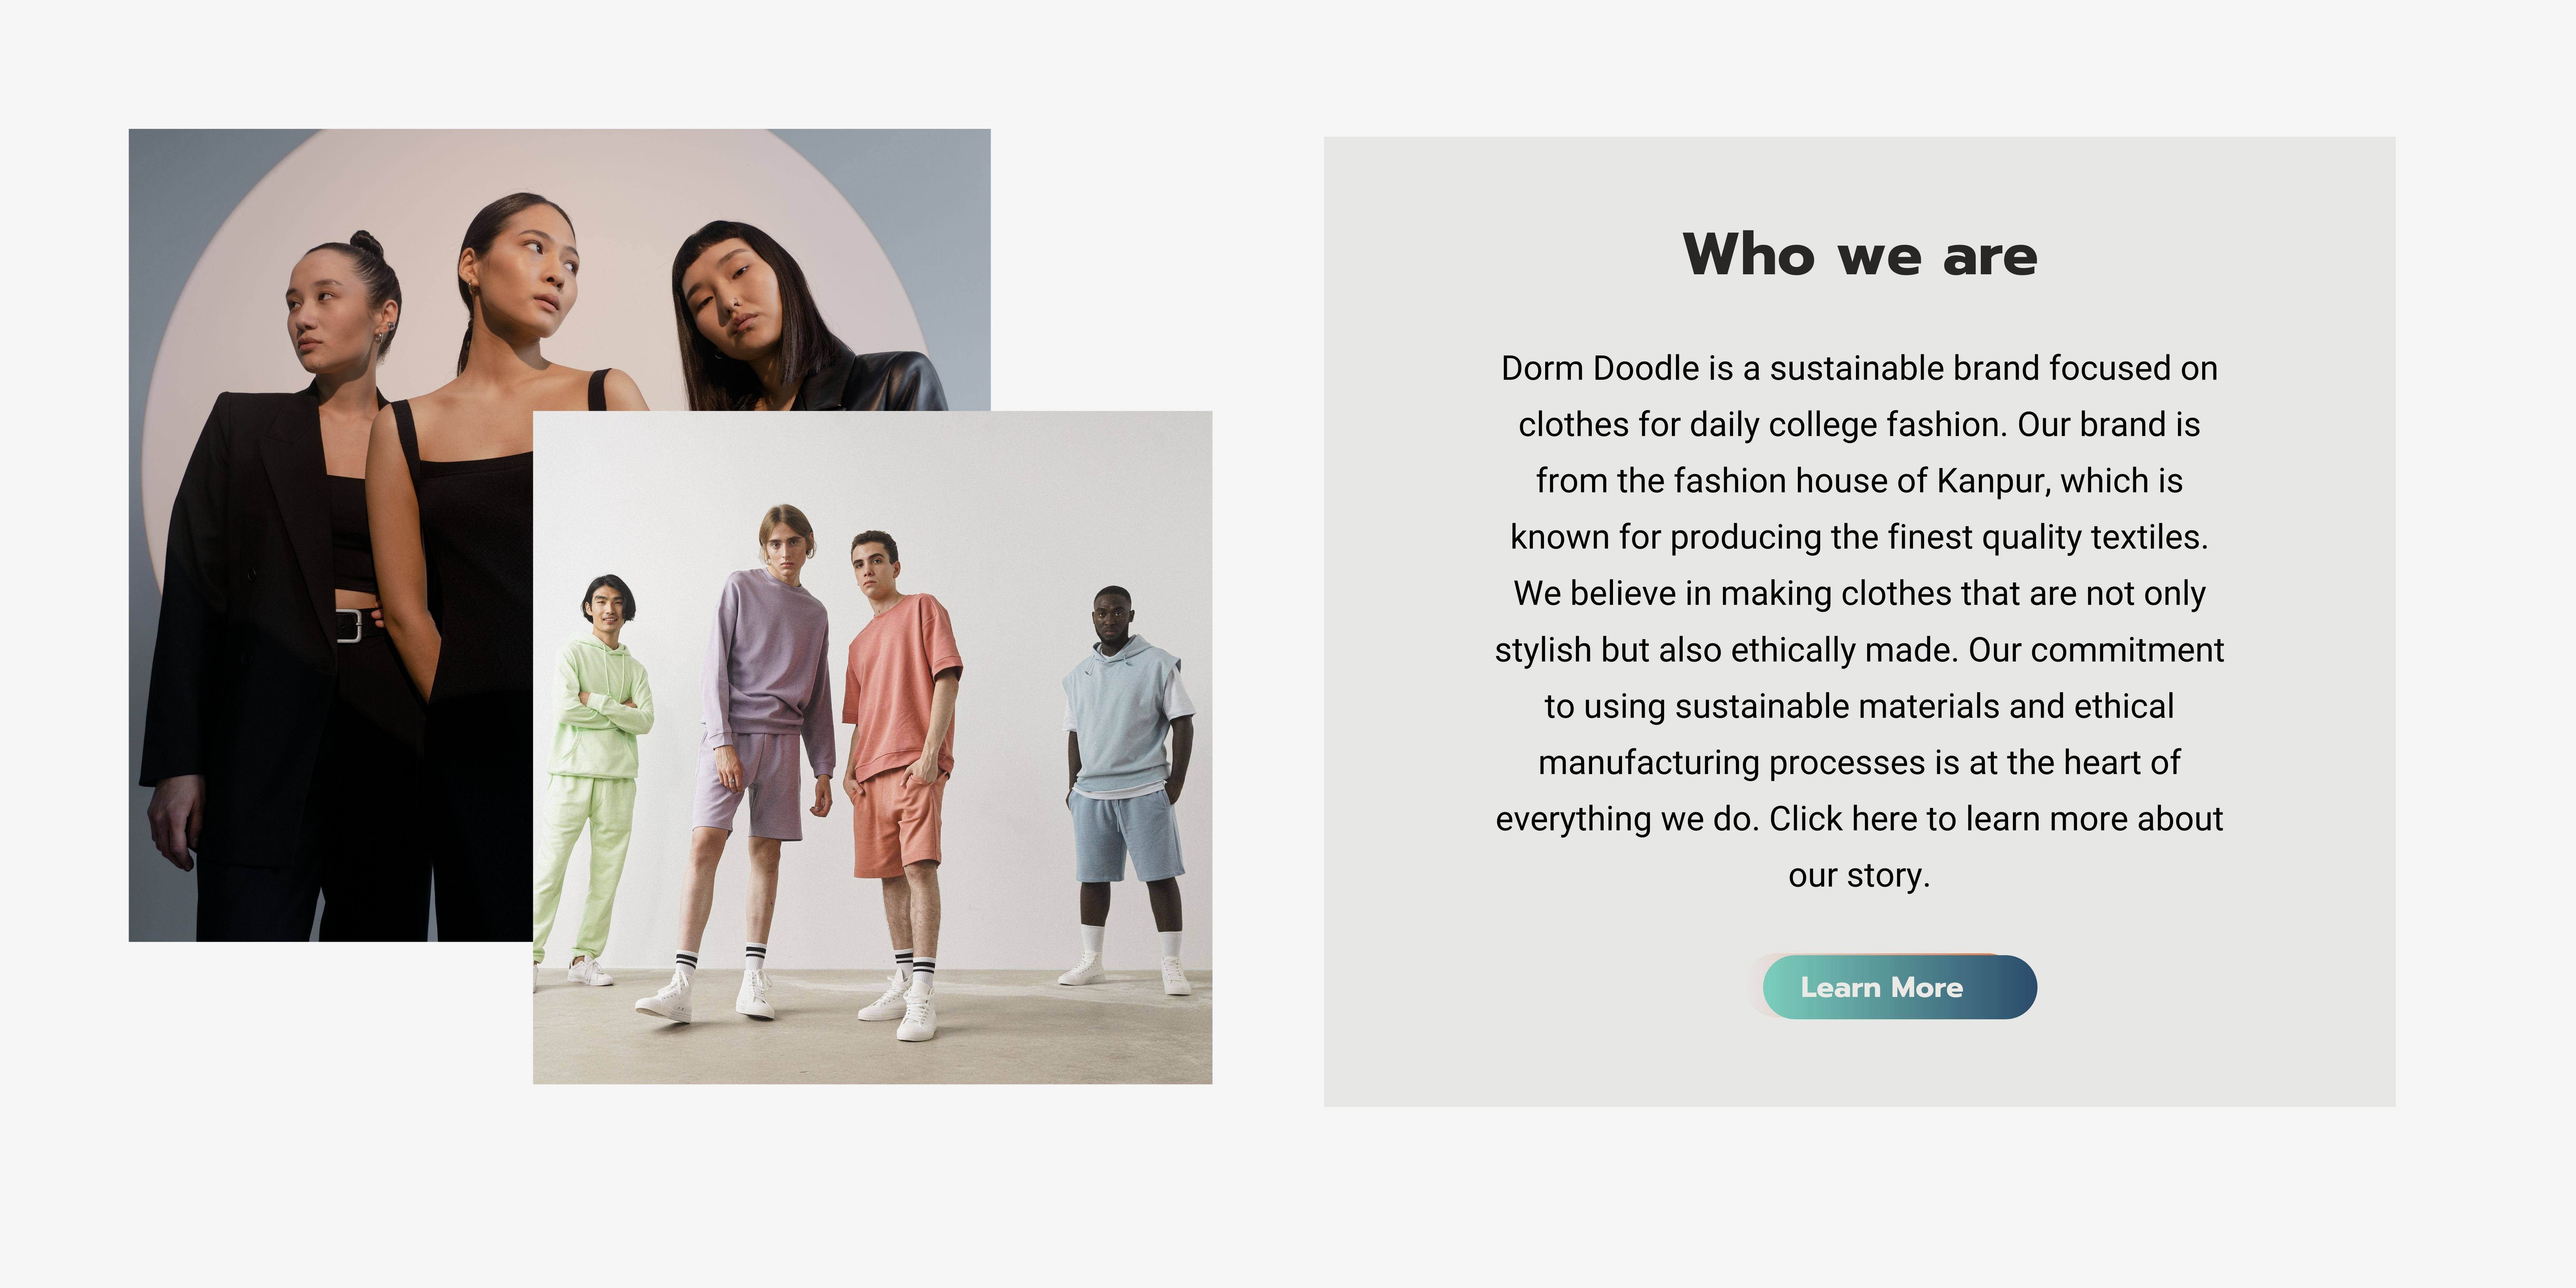 Who we are
Dorm Doodle is a sustainable brand focused on
clothes for daily college fashion. Our brand is
from the fashion house of Kanpur, which is
known for producing the finest quality textiles.
We believe in making clothes that are not only
stylish but also ethically made. Our commitment
to using sustainable materials and ethical
manufacturing processes is at the heart of
everything we do. Click here to learn more about
our story.
Learn More